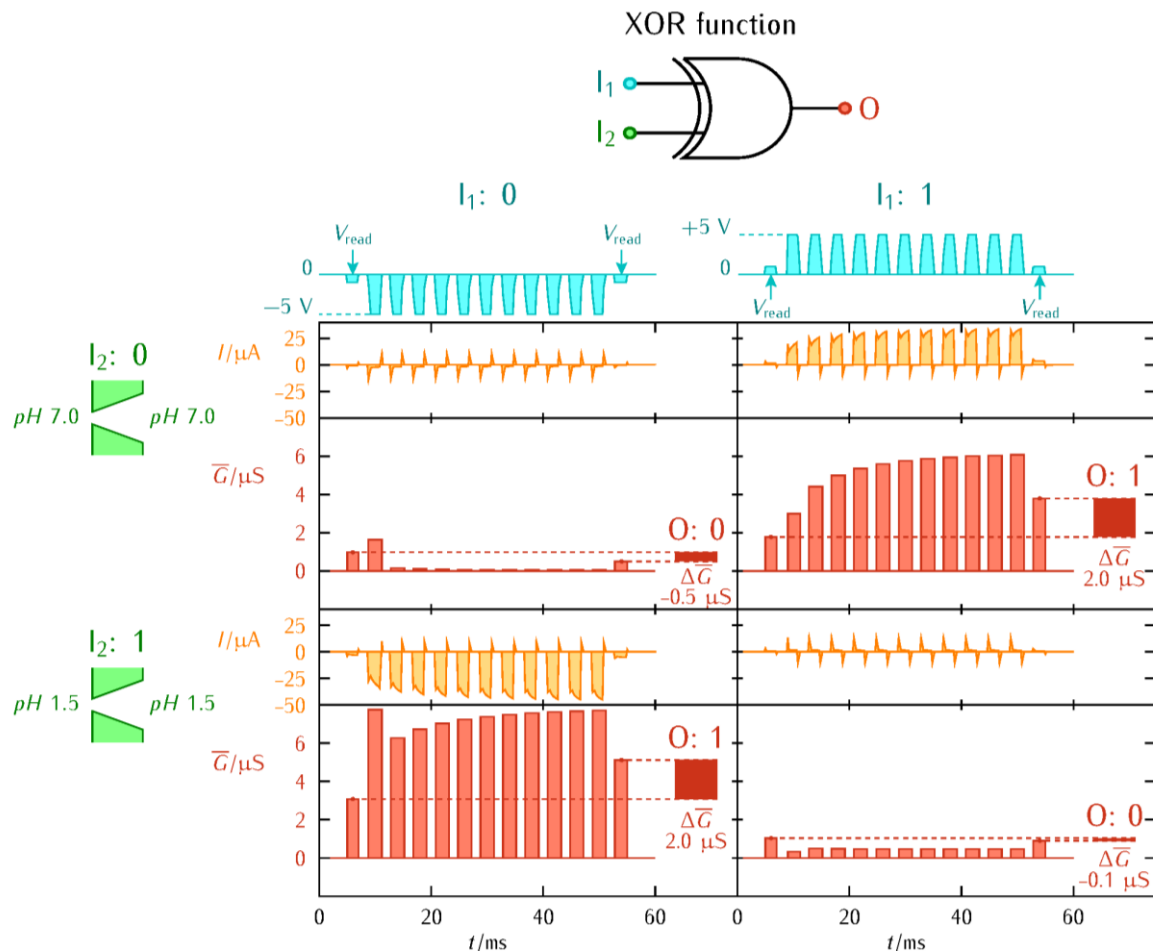 XOR function
I₁
I₂
O
I₁: 0
I₁: 1
V_read
V_read
0
−5 V
+5 V
0
V_read
V_read
I₂: 0
pH 7.0
pH 7.0
I/μA
25
0
−25
−50
G̅/μS
6
4
2
0
O: 0
ΔG̅
−0.5 μS
O: 1
ΔG̅
2.0 μS
I₂: 1
pH 1.5
pH 1.5
I/μA
25
0
−25
−50
G̅/μS
6
4
2
0
O: 1
ΔG̅
2.0 μS
O: 0
ΔG̅
−0.1 μS
0
20
40
60
0
20
40
60
t/ms
t/ms